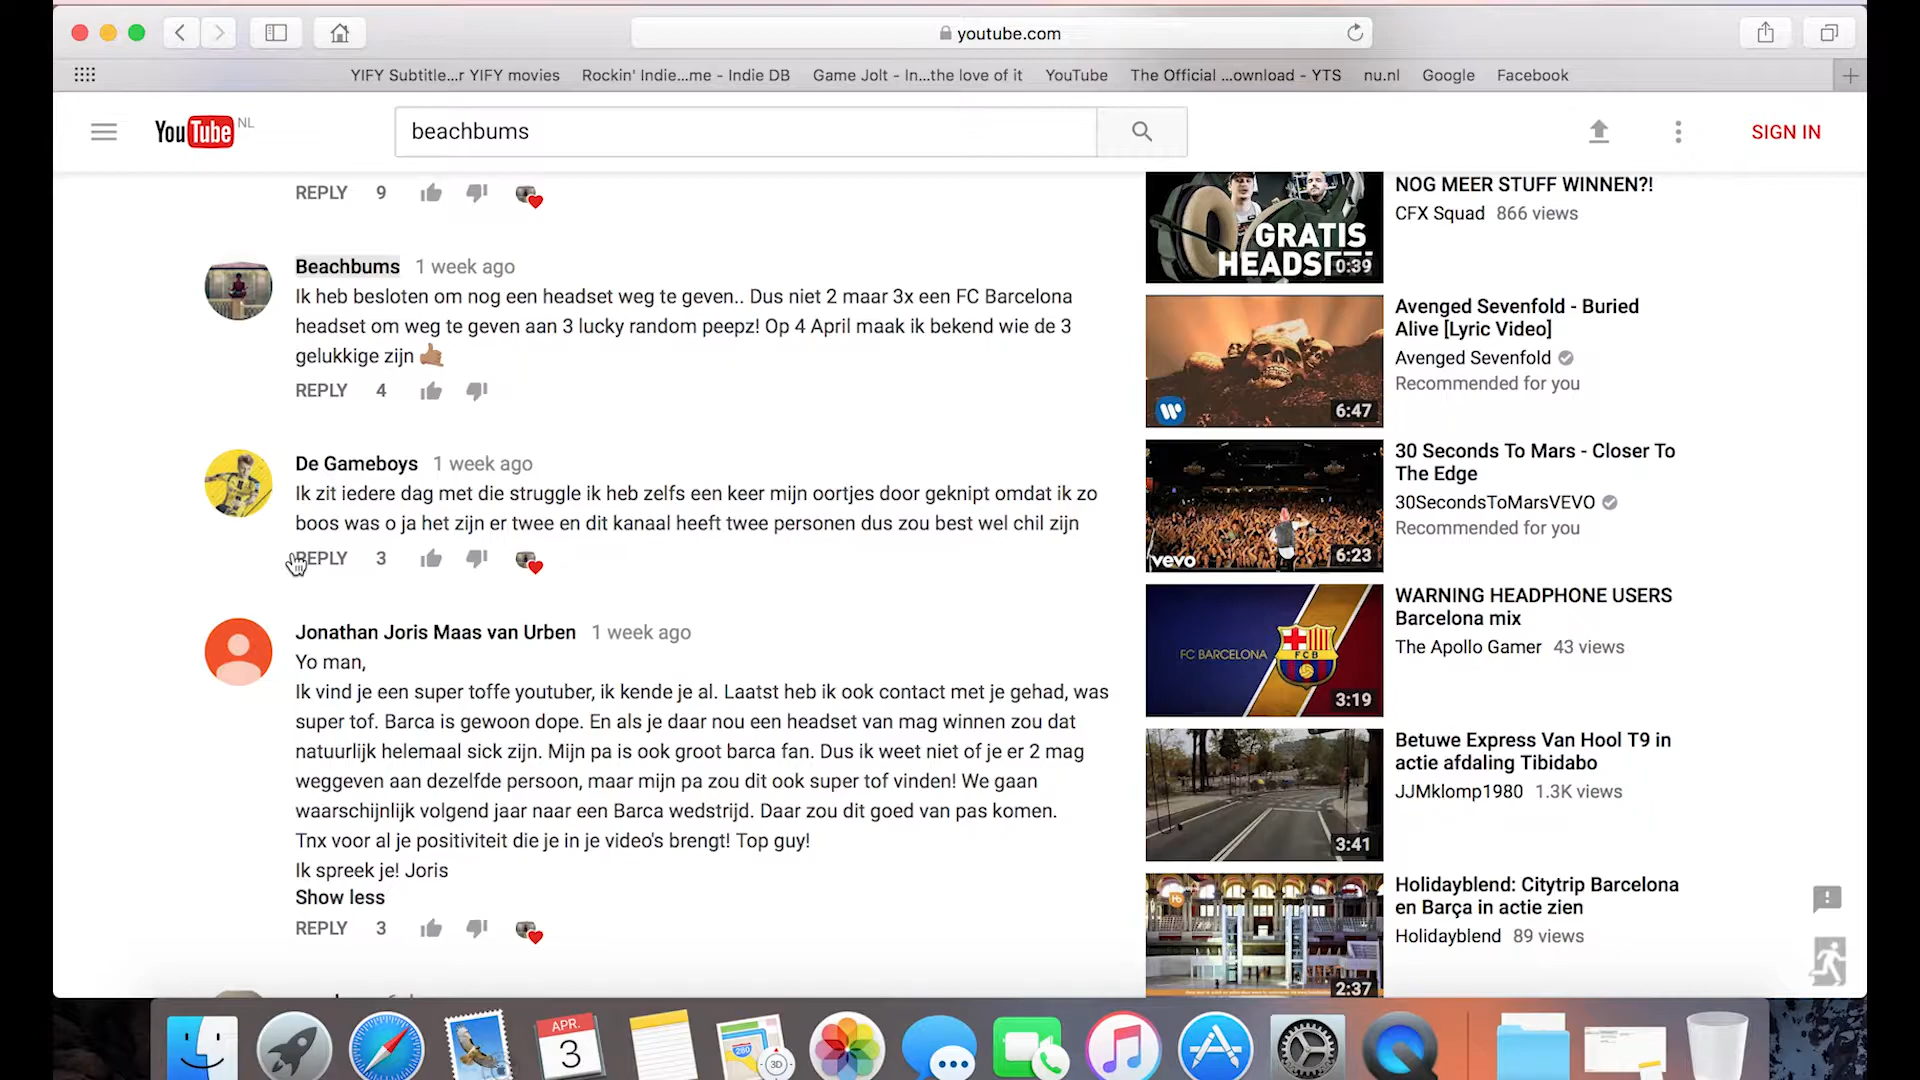 youtube.com
YIFY Subtitle...r YIFY movies
Rockin' Indie...me - Indie DB
Game Jolt - In...the love of it
YouTube
The Official ...ownload - YTS
nu.nl
Google
Facebook
YouTube NL
beachbums
SIGN IN
REPLY 9
Beachbums 1 week ago
Ik heb besloten om nog een headset weg te geven.. Dus niet 2 maar 3x een FC Barcelona
headset om weg te geven aan 3 lucky random peepz! Op 4 April maak ik bekend wie de 3
gelukkige zijn 🤙🏽
REPLY 4
De Gameboys 1 week ago
Ik zit iedere dag met die struggle ik heb zelfs een keer mijn oortjes door geknipt omdat ik zo
boos was o ja het zijn er twee en dit kanaal heeft twee personen dus zou best wel chil zijn
REPLY 3
Jonathan Joris Maas van Urben 1 week ago
Yo man,
Ik vind je een super toffe youtuber, ik kende je al. Laatst heb ik ook contact met je gehad, was
super tof. Barca is gewoon dope. En als je daar nou een headset van mag winnen zou dat
natuurlijk helemaal sick zijn. Mijn pa is ook groot barca fan. Dus ik weet niet of je er 2 mag
weggeven aan dezelfde persoon, maar mijn pa zou dit ook super tof vinden! We gaan
waarschijnlijk volgend jaar naar een Barca wedstrijd. Daar zou dit goed van pas komen.
Tnx voor al je positiviteit die je in je video's brengt! Top guy!
Ik spreek je! Joris
Show less
REPLY 3
GRATIS
HEADSET!
0:39
NOG MEER STUFF WINNEN?!
CFX Squad 866 views
6:47
Avenged Sevenfold - Buried
Alive [Lyric Video]
Avenged Sevenfold
Recommended for you
vevo
6:23
30 Seconds To Mars - Closer To
The Edge
30SecondsToMarsVEVO
Recommended for you
FC BARCELONA
FCB
3:19
WARNING HEADPHONE USERS
Barcelona mix
The Apollo Gamer 43 views
3:41
Betuwe Express Van Hool T9 in
actie afdaling Tibidabo
JJMklomp1980 1.3K views
2:37
Holidayblend: Citytrip Barcelona
en Barça in actie zien
Holidayblend 89 views
APR.
3
280
3D